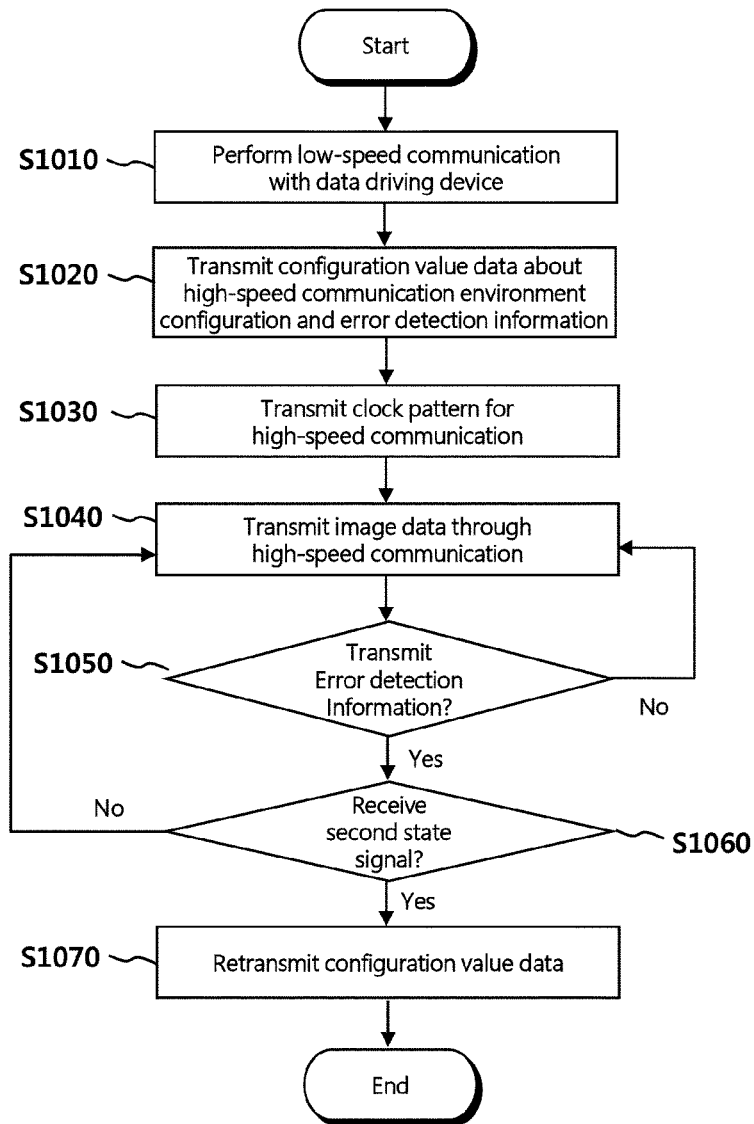 Start
S1010
Perform low-speed communication
with data driving device
S1020
Transmit configuration value data about
high-speed communication environment
configuration and error detection information
S1030
Transmit clock pattern for
high-speed communication
S1040
Transmit image data through
high-speed communication
S1050
Transmit
Error detection
Information?
No
Yes
No
Receive
second state
signal?
S1060
Yes
S1070
Retransmit configuration value data
End